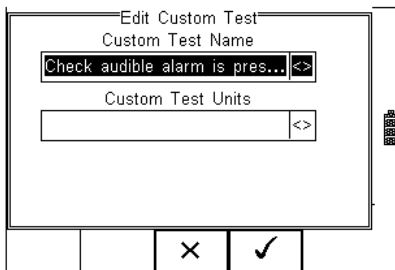 Edit Custom Test
Custom Test Name
Check audible alarm is pres... <>
Custom Test Units
<>